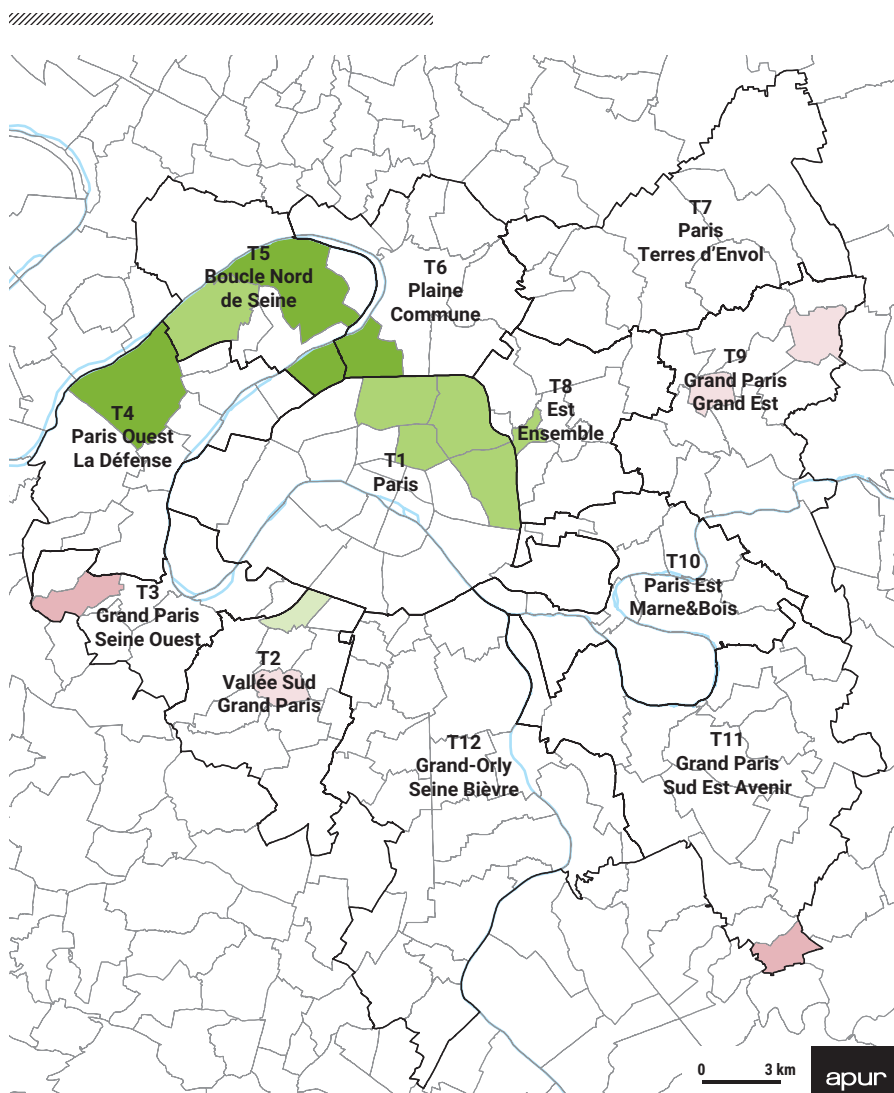 T7
Paris
Terres d'Envol
T5
Boucle Nord
de Seine
T6
Plaine
Commune
T9
Grand Paris
Grand Est
T8
Est
Ensemble
T4
Paris Ouest
La Défense
T1
Paris
T10
Paris Est
Marne&Bois
T3
Grand Paris
Seine Ouest
T2
Vallée Sud
Grand Paris
T12
Grand-Orly
Seine Bièvre
T11
Grand Paris
Sud Est Avenir
0 3 km
apur